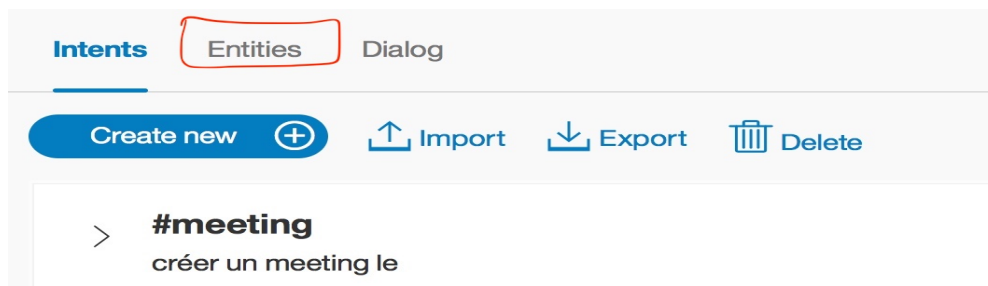 Intents Entities Dialog
Create new Import Export Delete
#meeting
créer un meeting le